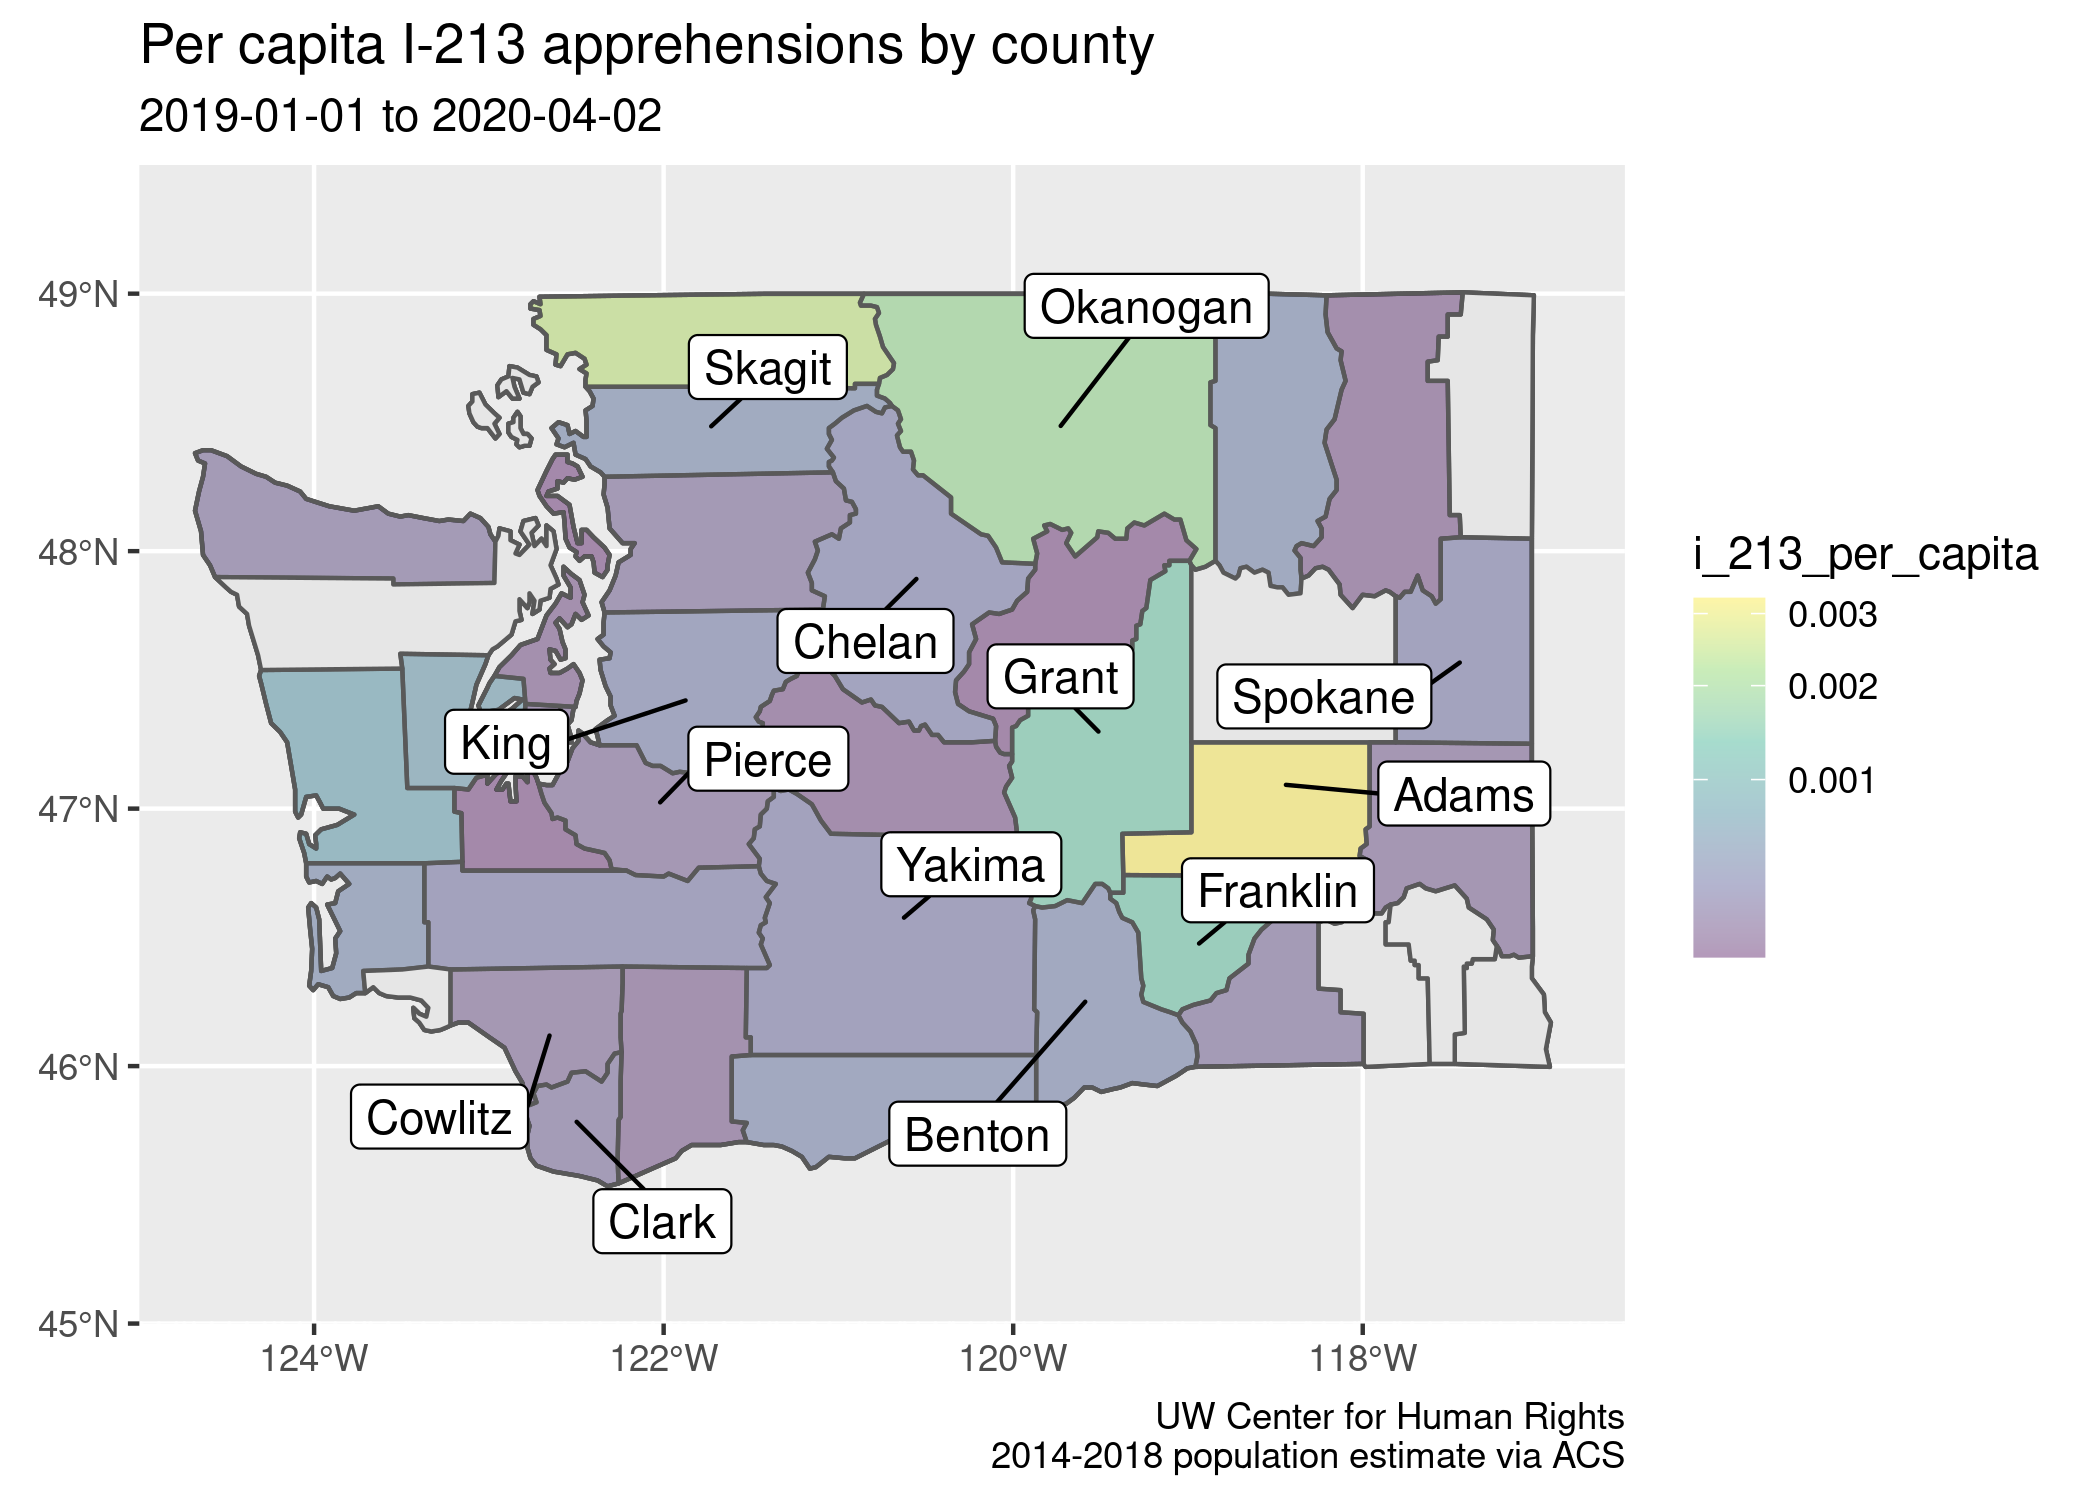 Per capita I-213 apprehensions by county
2019-01-01 to 2020-04-02
49°N
48°N
47°N
46°N
45°N
124°W
122°W
120°W
118°W
Okanogan
Skagit
Chelan
Grant
Spokane
King
Pierce
Adams
Yakima
Franklin
Cowlitz
Benton
Clark
i_213_per_capita
0.003
0.002
0.001
UW Center for Human Rights
2014-2018 population estimate via ACS